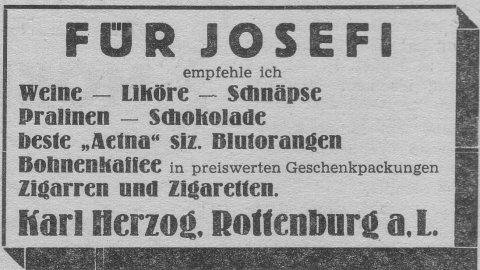 FÜR JOSEFI
empfehle ich
Weine — Liköre — Schnäpse
Pralinen — Schokolade
beste „Aetna“ siz. Blutorangen
Bohnenkaffee in preiswerten Geschenkpackungen
Zigarren und Zigaretten.
Karl Herzog, Rottenburg a. L.